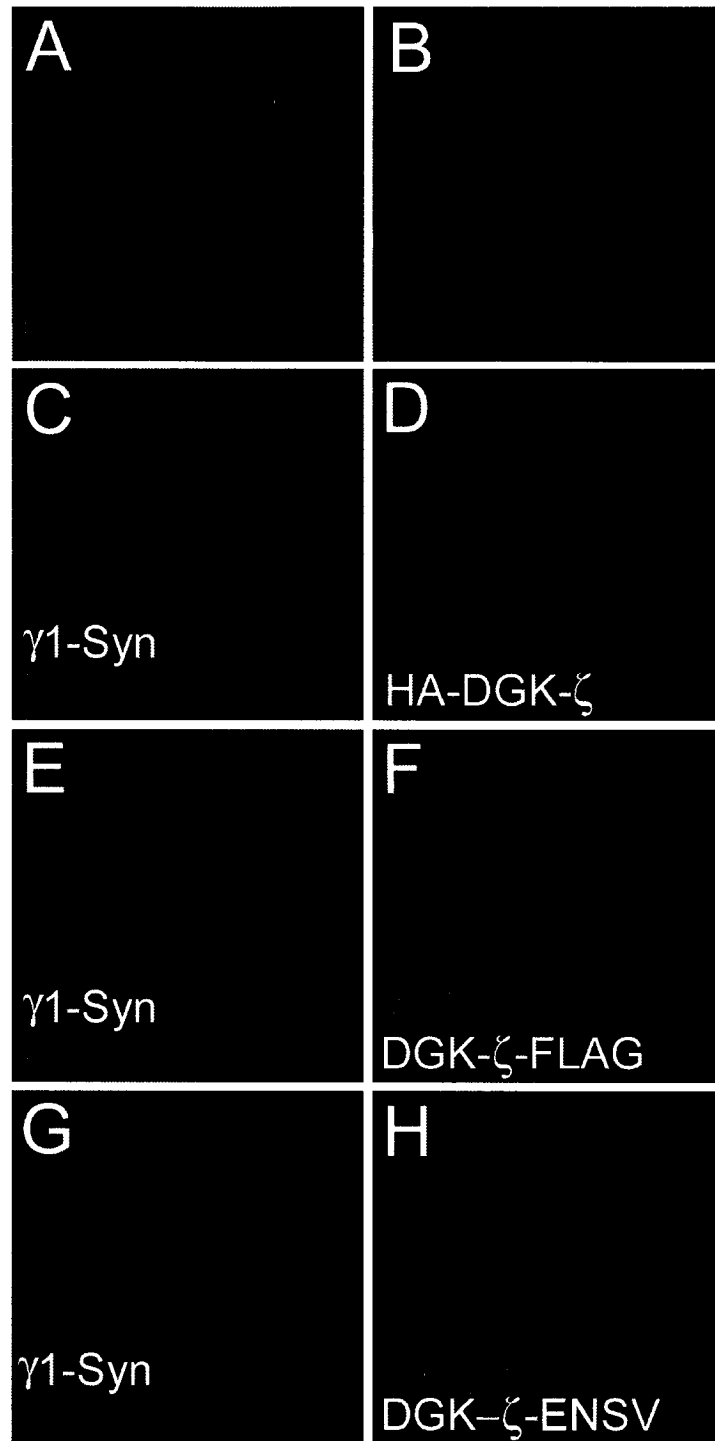 A
B
C
γ1-Syn
D
HA-DGK-ζ
E
γ1-Syn
F
DGK-ζ-FLAG
G
γ1-Syn
H
DGK–ζ-ENSV